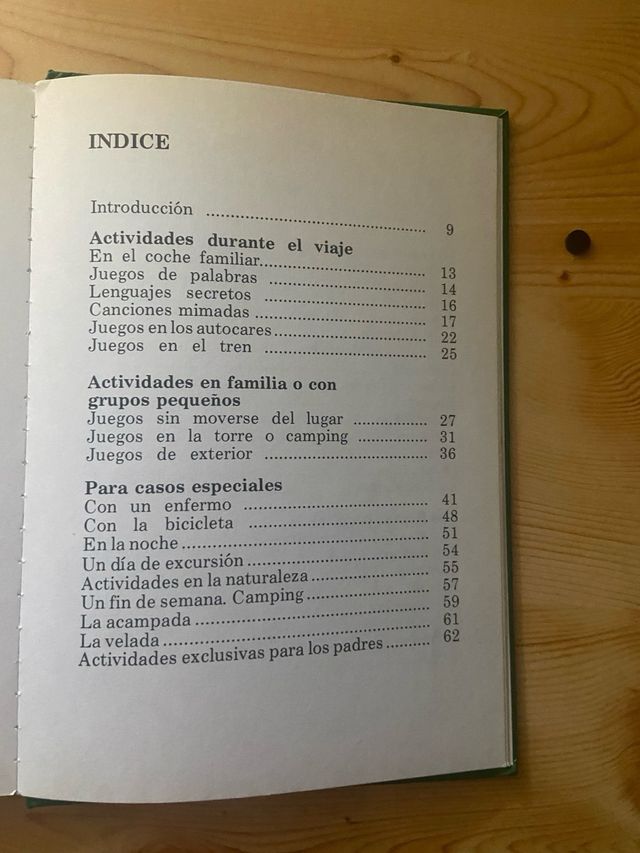 INDICE
Introducción ........................................ 9
Actividades durante el viaje
En el coche familiar................................ 13
Juegos de palabras ................................ 14
Lenguajes secretos ................................ 16
Canciones mimadas ................................ 17
Juegos en los autocares................................ 22
Juegos en el tren ................................ 25
Actividades en familia o con
grupos pequeños
Juegos sin moverse del lugar .................. 27
Juegos en la torre o camping ................. 31
Juegos de exterior ........................................ 36
Para casos especiales
Con un enfermo ........................................ 41
Con la bicicleta ........................................ 48
En la noche ........................................ 51
Un día de excursión ........................................ 54
Actividades en la naturaleza ........................... 55
Un fin de semana. Camping ........................... 57
La acampada ........................................ 59
La velada ........................................ 61
Actividades exclusivas para los padres .......... 62